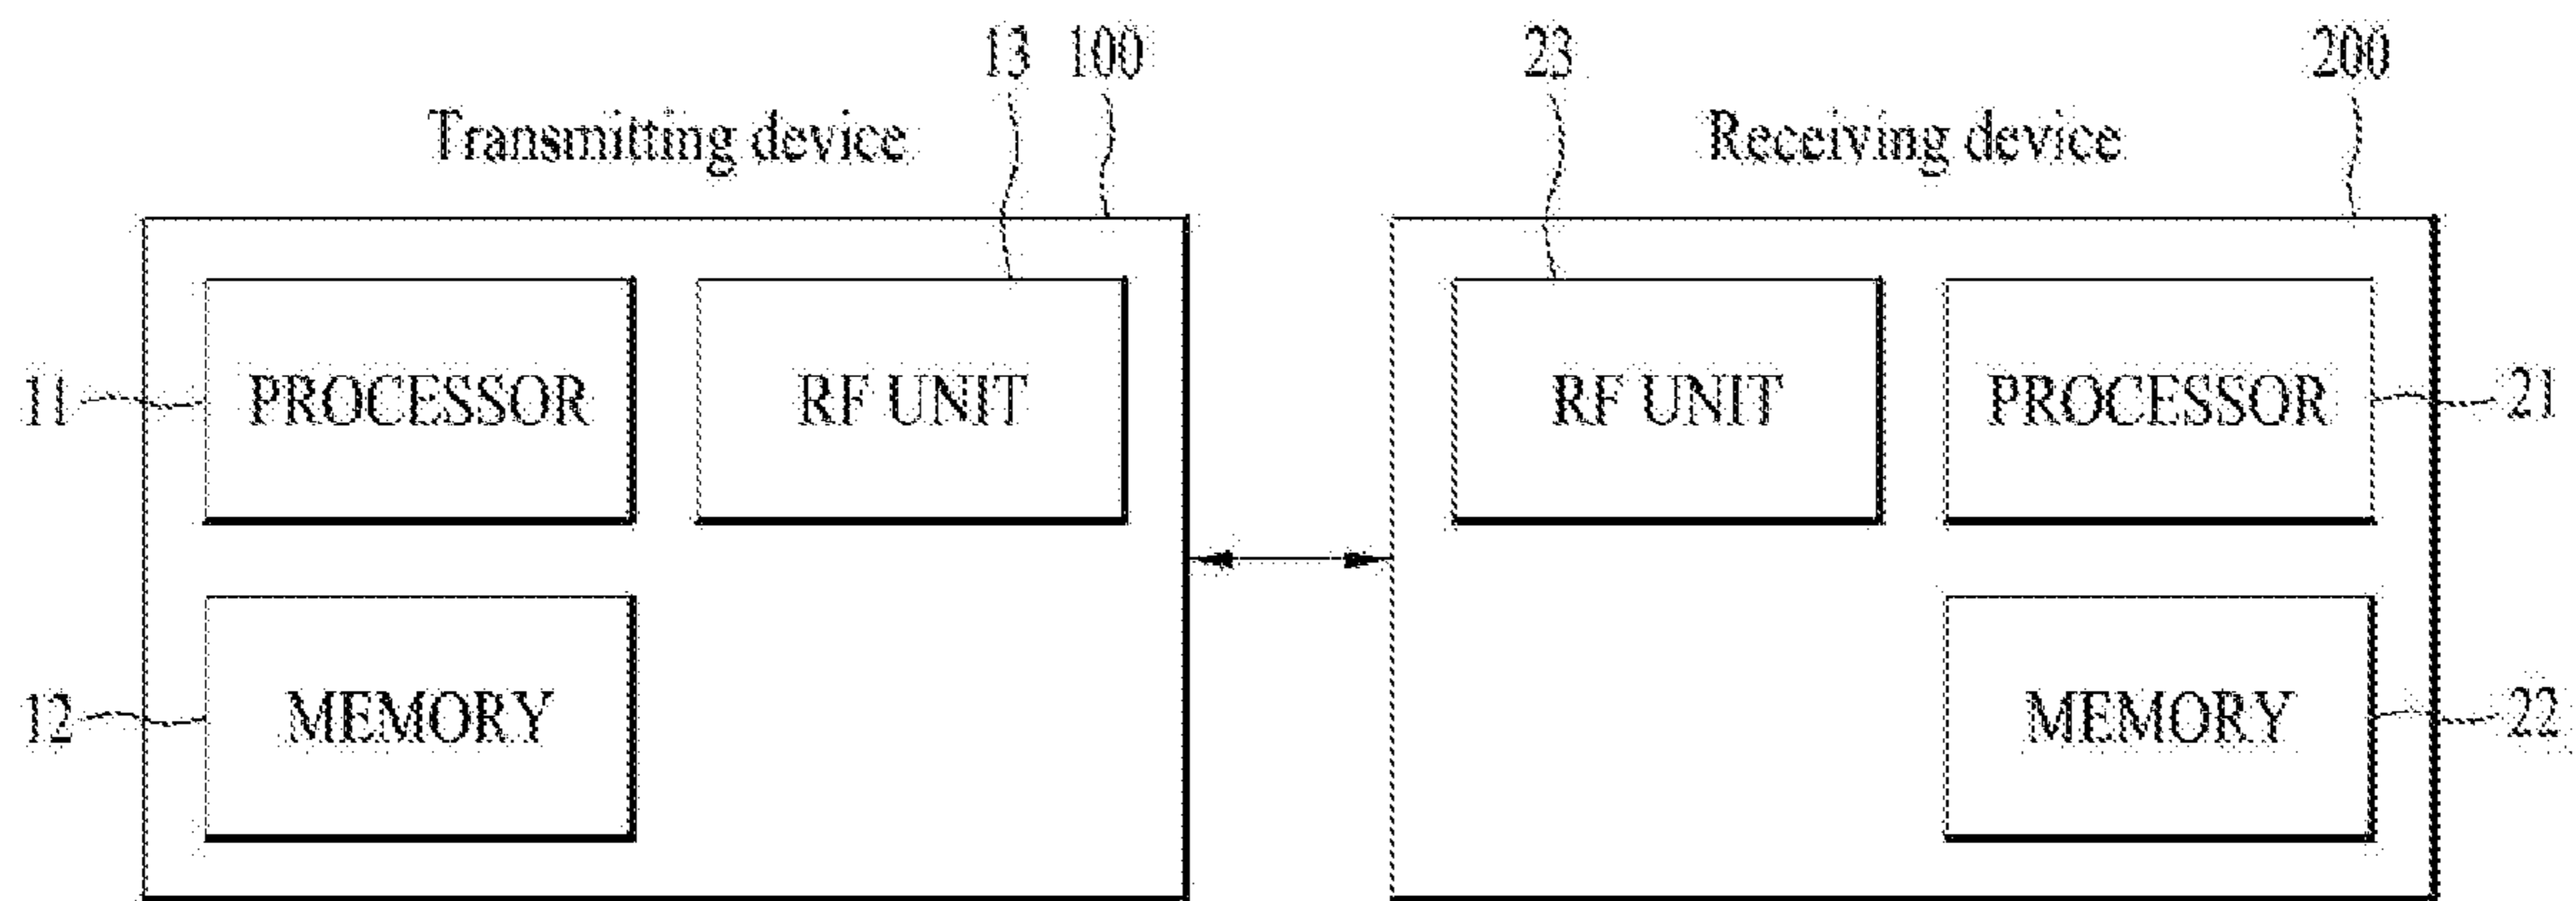 13 100 23 200
Transmitting device Receiving device
11 PROCESSOR RF UNIT RF UNIT PROCESSOR 21
12 MEMORY MEMORY 22